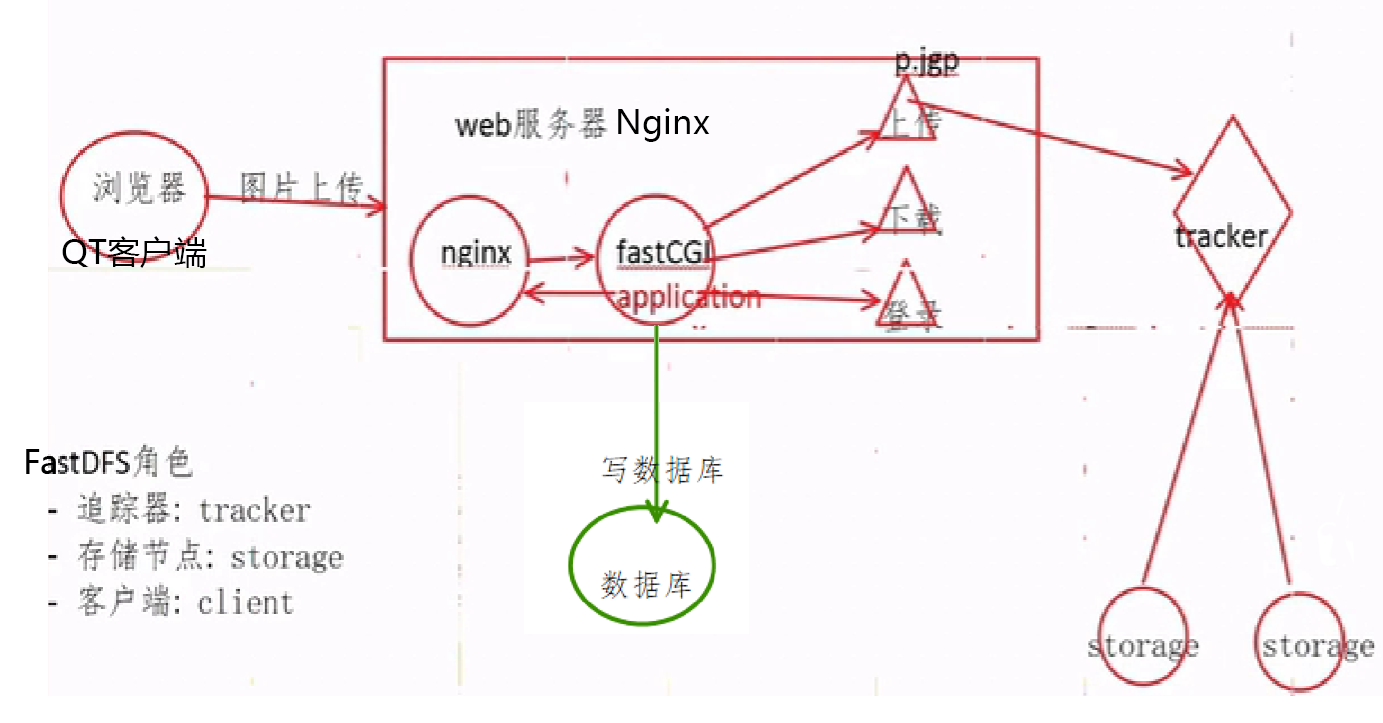 p.jgp
web服务器 Nginx
上传
浏览器
图片上传
下载
tracker
QT客户端
nginx
fastCGI
application
登录
写数据库
FastDFS角色
- 追踪器: tracker
- 存储节点: storage
- 客户端: client
数据库
storage
storage